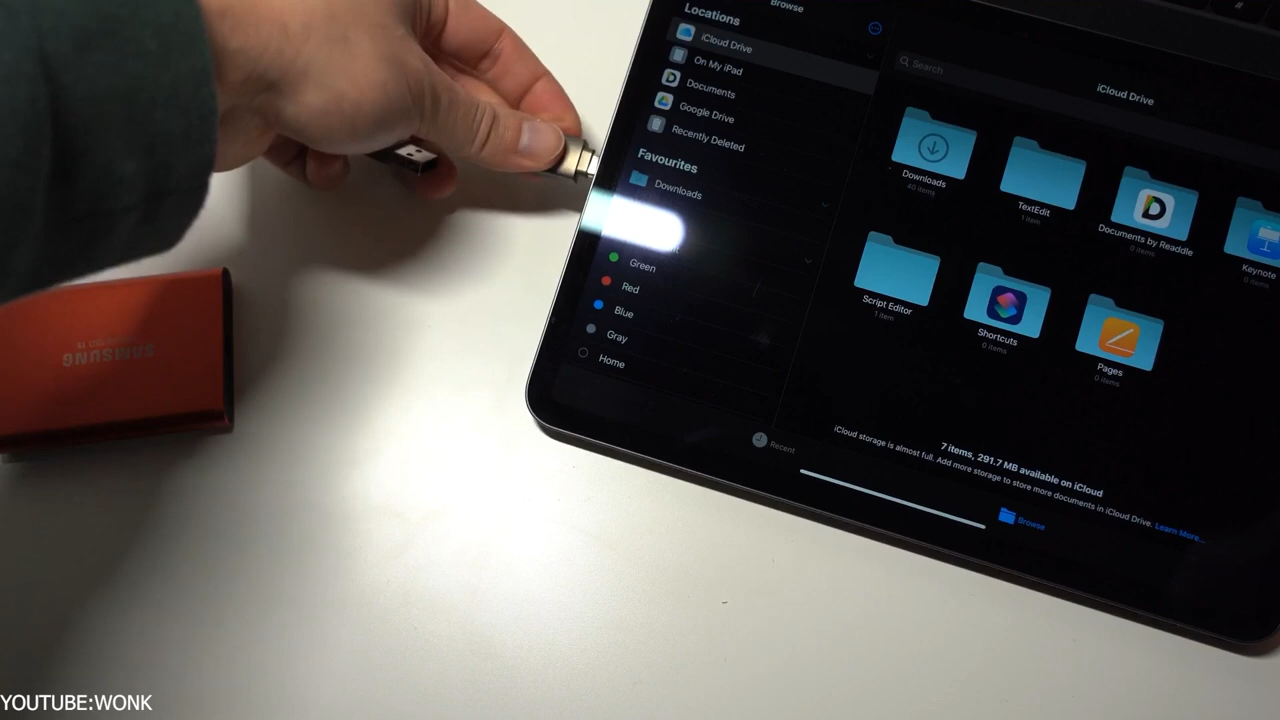 Browse
Locations
iCloud Drive
On My iPad
Documents
Google Drive
Recently Deleted
Favourites
Downloads
Green
Red
Blue
Gray
Home
Search
iCloud Drive
Downloads
40 items
TextEdit
1 item
Documents by Readdle
0 items
Keynote
0 items
Script Editor
1 item
Shortcuts
0 items
Pages
0 items
7 items, 291.7 MB available on iCloud
iCloud storage is almost full. Add more storage to store more documents in iCloud Drive. Learn More...
Recent
Browse
SAMSUNG
#
YOUTUBE:WONK